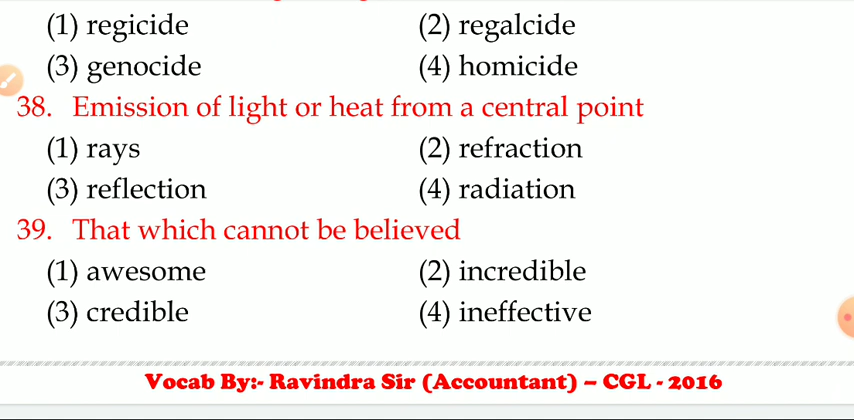 (1) regicide (2) regalcide
(3) genocide (4) homicide
38. Emission of light or heat from a central point
(1) rays (2) refraction
(3) reflection (4) radiation
39. That which cannot be believed
(1) awesome (2) incredible
(3) credible (4) ineffective
Vocab By:- Ravindra Sir (Accountant) – CGL - 2016